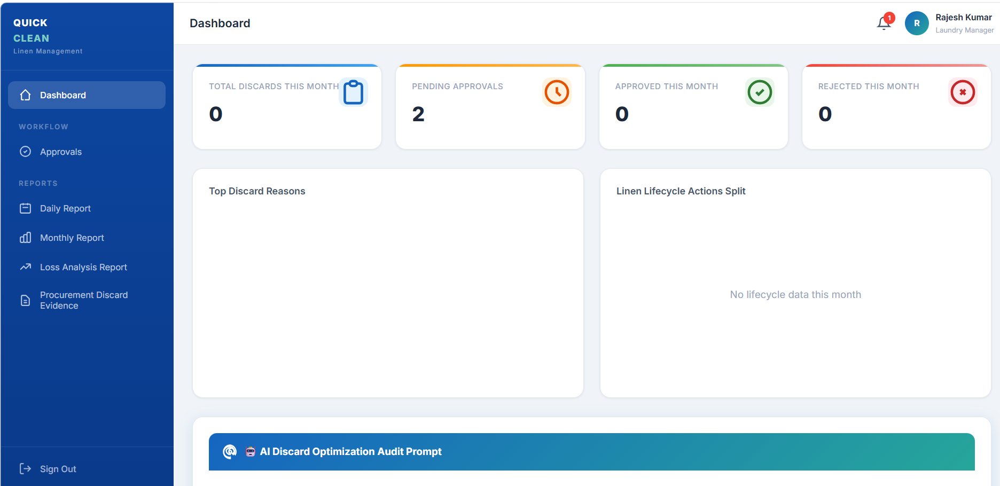 QUICK
CLEAN
Linen Management
Dashboard
WORKFLOW
Approvals
REPORTS
Daily Report
Monthly Report
Loss Analysis Report
Procurement Discard
Evidence
Sign Out
Dashboard
1
R
Rajesh Kumar
Laundry Manager
TOTAL DISCARDS THIS MONTH
0
PENDING APPROVALS
2
APPROVED THIS MONTH
0
REJECTED THIS MONTH
0
Top Discard Reasons
Linen Lifecycle Actions Split
No lifecycle data this month
AI Discard Optimization Audit Prompt